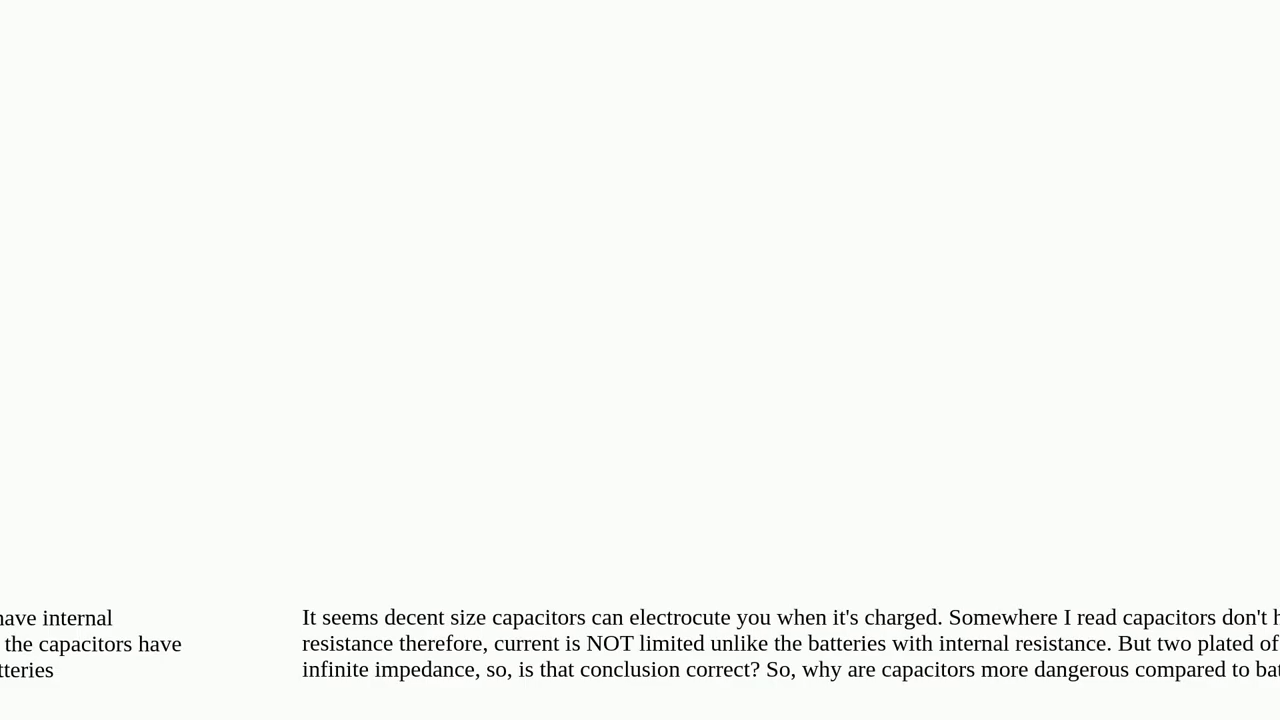 have internal
the capacitors have
tteries
It seems decent size capacitors can electrocute you when it's charged. Somewhere I read capacitors don't h
resistance therefore, current is NOT limited unlike the batteries with internal resistance. But two plated of
infinite impedance, so, is that conclusion correct? So, why are capacitors more dangerous compared to bat